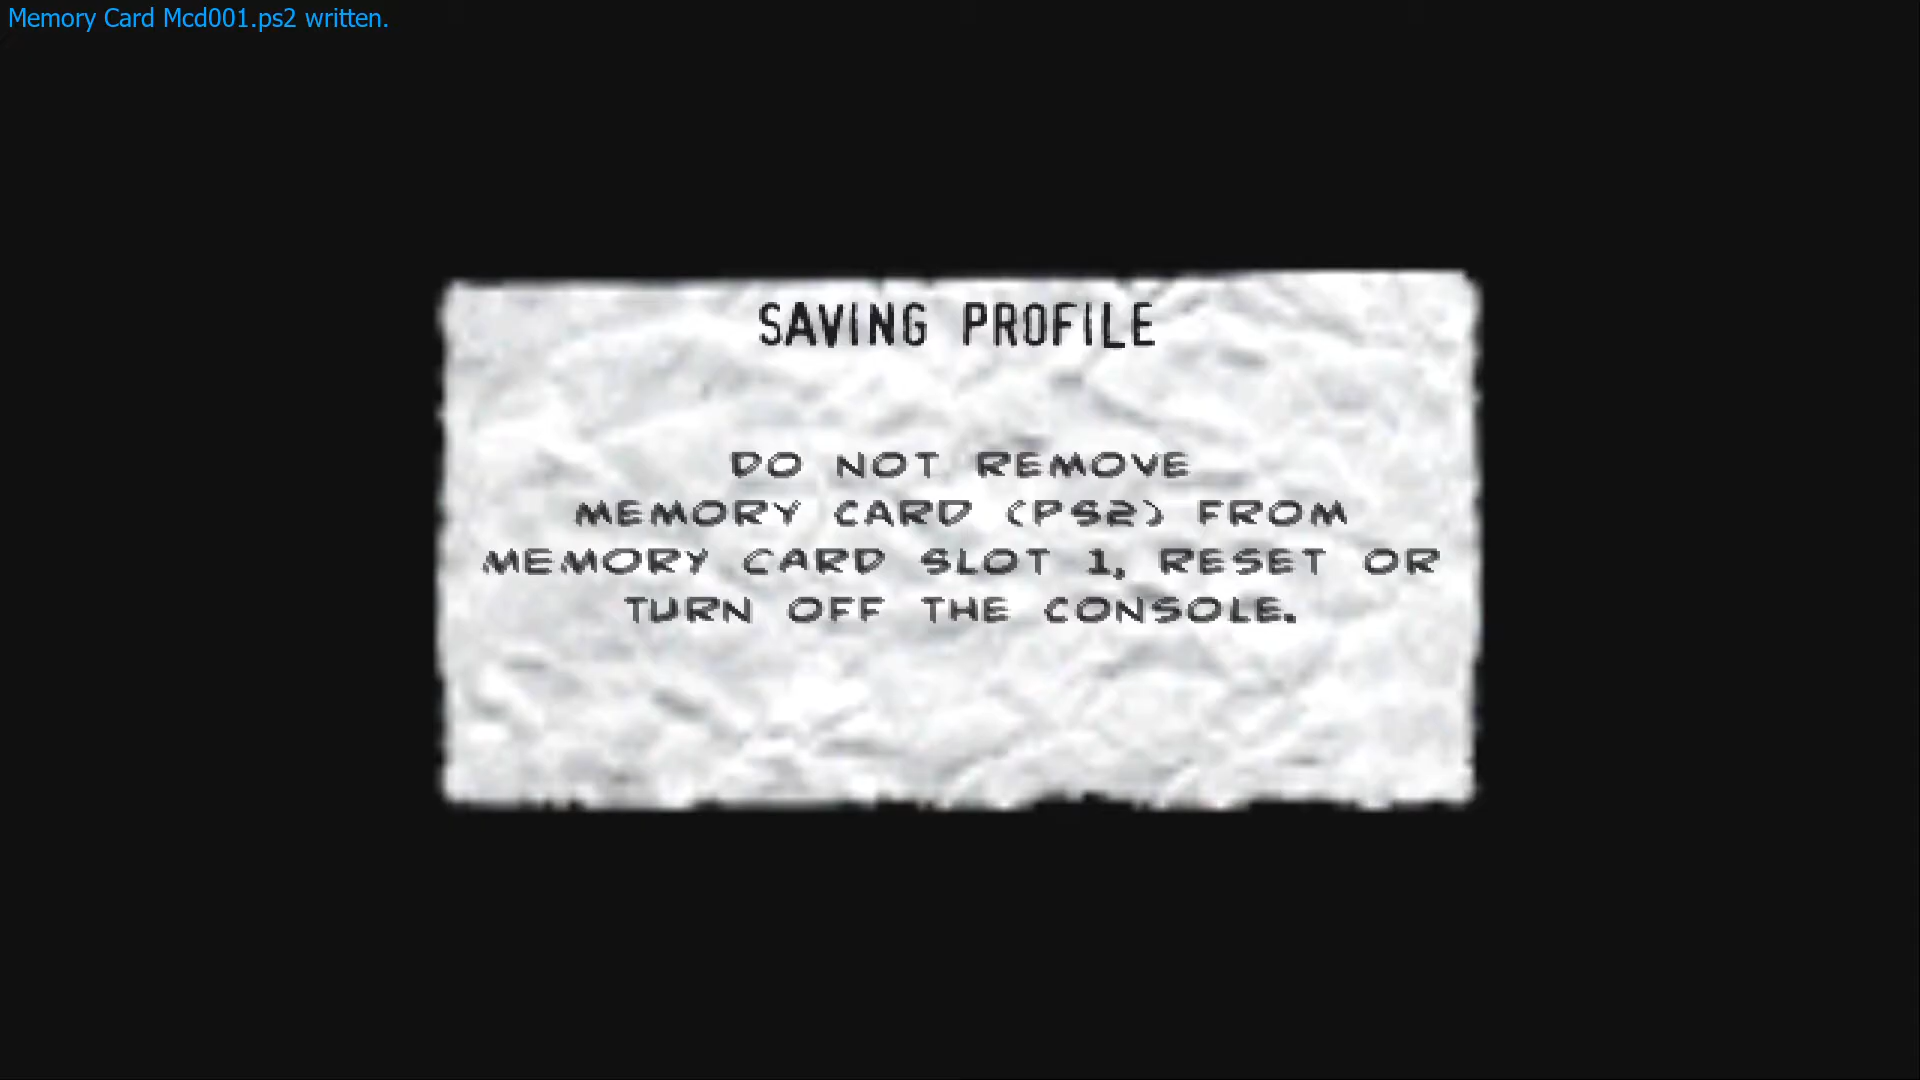 Memory Card Mcd001.ps2 written.
SAVING PROFILE
DO NOT REMOVE
MEMORY CARD (PS2) FROM
MEMORY CARD SLOT 1, RESET OR
TURN OFF THE CONSOLE.